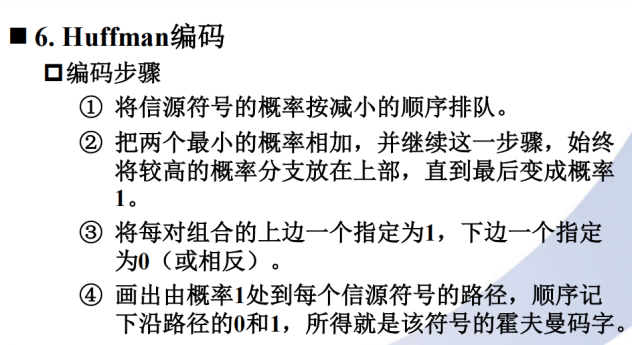 ■ 6. Huffman编码
编码步骤
① 将信源符号的概率按减小的顺序排队。
② 把两个最小的概率相加，并继续这一步骤，始终
将较高的概率分支放在上部，直到最后变成概率
1。
③ 将每对组合的上边一个指定为1，下边一个指定
为0（或相反）。
④ 画出由概率1处到每个信源符号的路径，顺序记
下沿路径的0和1，所得就是该符号的霍夫曼码字。